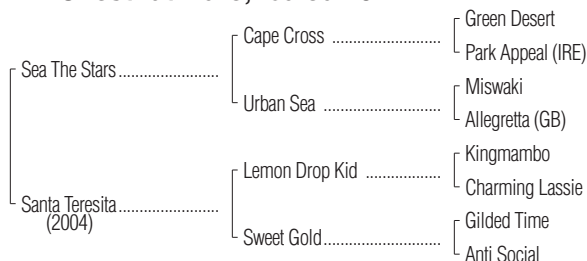 Green Desert
Cape Cross ........................
Park Appeal (IRE)
Sea The Stars ........................
Miswaki
Urban Sea ........................
Allegretta (GB)
Kingmambo
Lemon Drop Kid ..................
Charming Lassie
Santa Teresita ........................
(2004)
Gilded Time
Sweet Gold ........................
Anti Social